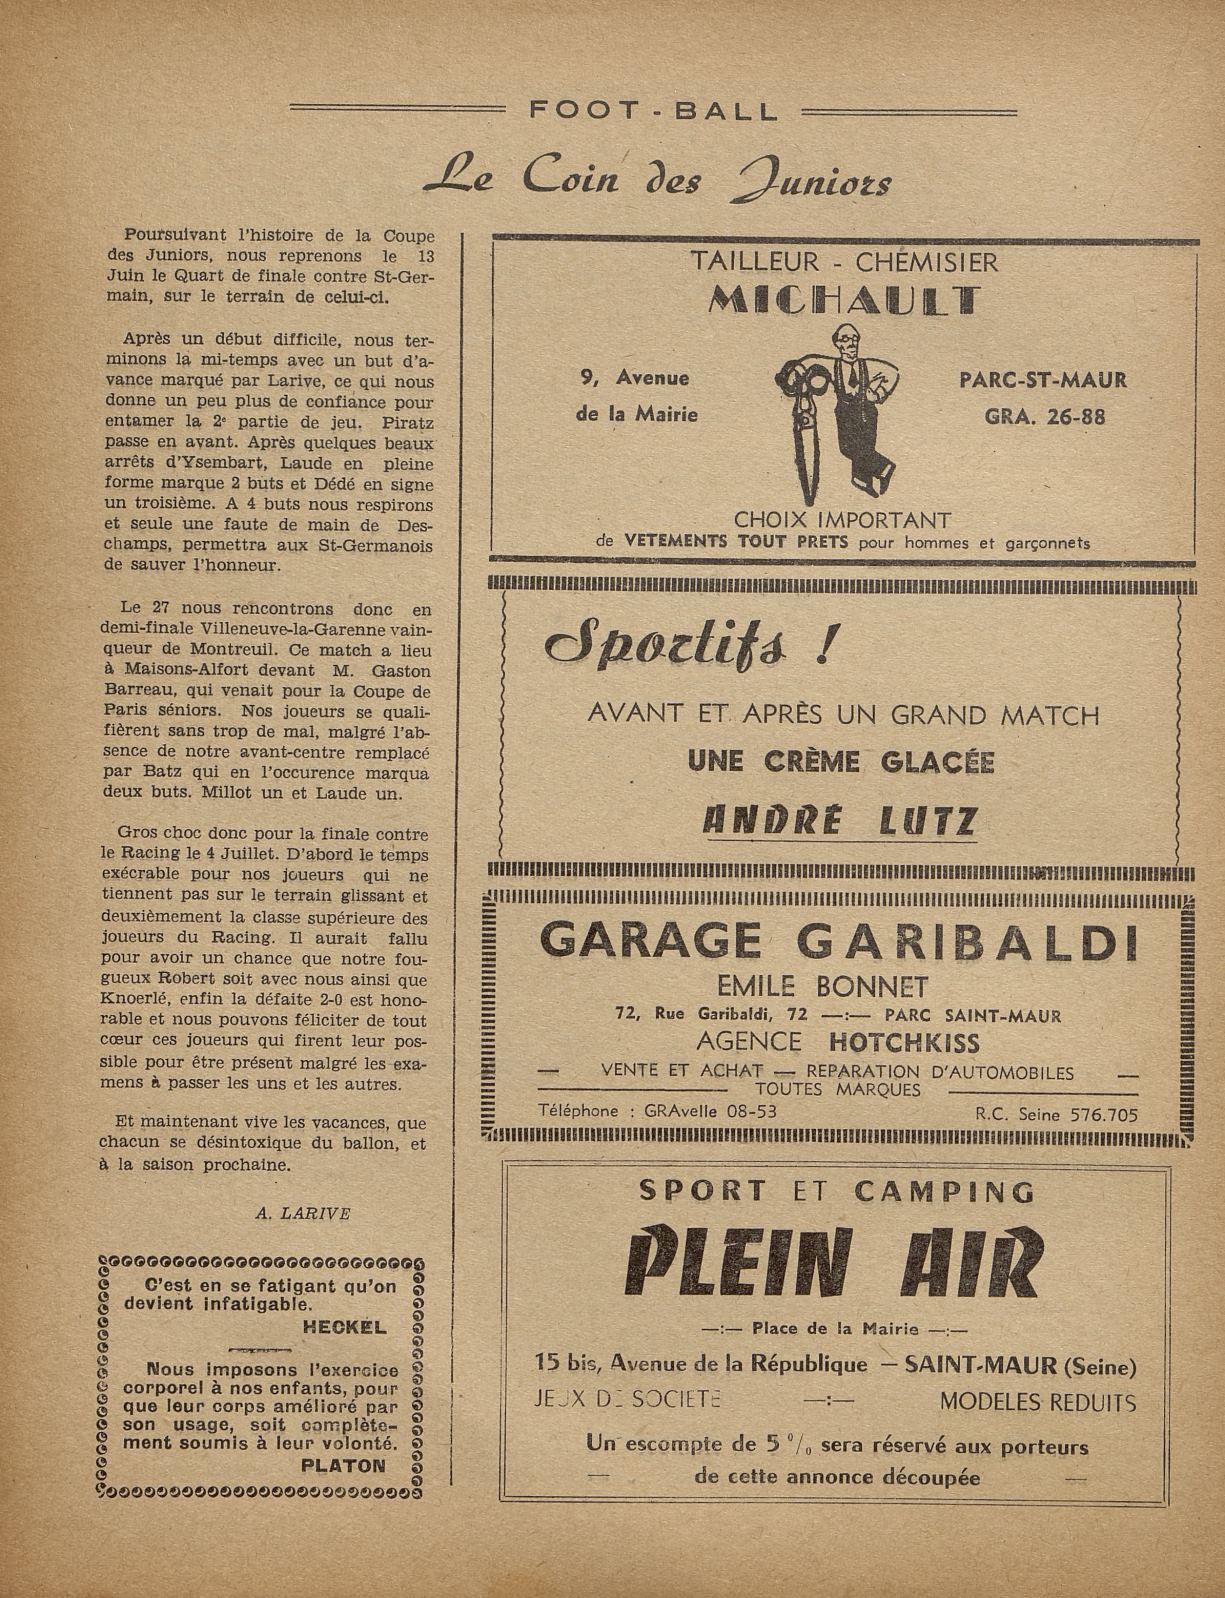 FOOT-BALL
Le Coin des Juniors
Poursuivant l'histoire de la Coupe
des Juniors, nous reprenons le 13
Juin le Quart de finale contre St-Ger-
main, sur le terrain de celui-ci.
Après un début difficile, nous ter-
minons la mi-temps avec un but d'a-
vance marqué par Larive, ce qui nous
donne un peu plus de confiance pour
entamer la 2e partie de jeu. Piratz
passe en avant. Après quelques beaux
arrêts d'Ysembart, Laude en pleine
forme marque 2 buts et Dédé en signe
un troisième. A 4 buts nous respirons
et seule une faute de main de Des-
champs, permettra aux St-Germanois
de sauver l'honneur.
Le 27 nous rencontrons donc en
demi-finale Villeneuve-la-Garenne vain-
queur de Montreuil. Ce match a lieu
à Maisons-Alfort devant M. Gaston
Barreau, qui venait pour la Coupe de
Paris séniors. Nos joueurs se quali-
fièrent sans trop de mal, malgré l'ab-
sence de notre avant-centre remplacé
par Batz qui en l'occurence marqua
deux buts. Millot un et Laude un.
Gros choc donc pour la finale contre
le Racing le 4 Juillet. D'abord le temps
exécrable pour nos joueurs qui ne
tiennent pas sur le terrain glissant et
deuxièmement la classe supérieure des
joueurs du Racing. Il aurait fallu
pour avoir un chance que notre fou-
gueux Robert soit avec nous ainsi que
Knoerlé, enfin la défaite 2-0 est hono-
rable et nous pouvons féliciter de tout
cœur ces joueurs qui firent leur pos-
sible pour être présent malgré les exa-
mens à passer les uns et les autres.
Et maintenant vive les vacances, que
chacun se désintoxique du ballon, et
à la saison prochaine.
A. LARIVE
C'est en se fatigant qu'on
devient infatigable.
HECKEL
Nous imposons l'exercice
corporel à nos enfants, pour
que leur corps amélioré par
son usage, soit complète-
ment soumis à leur volonté.
PLATON
TAILLEUR - CHEMISIER
MICHAULT
9, Avenue
de la Mairie
PARC-ST-MAUR
GRA. 26-88
CHOIX IMPORTANT
de VETEMENTS TOUT PRETS pour hommes et garçonnets
Sportifs !
AVANT ET APRÈS UN GRAND MATCH
UNE CRÈME GLACÉE
ANDRÉ LUTZ
GARAGE GARIBALDI
EMILE BONNET
72, Rue Garibaldi, 72 —:— PARC SAINT-MAUR
AGENCE HOTCHKISS
— VENTE ET ACHAT — REPARATION D'AUTOMOBILES —
TOUTES MARQUES
Téléphone : GRAvelle 08-53 R.C. Seine 576.705
SPORT ET CAMPING
PLEIN AIR
—:— Place de la Mairie —:—
15 bis, Avenue de la République — SAINT-MAUR (Seine)
JEUX DE SOCIETE —:— MODELES REDUITS
Un escompte de 5 % sera réservé aux porteurs
— de cette annonce découpée —